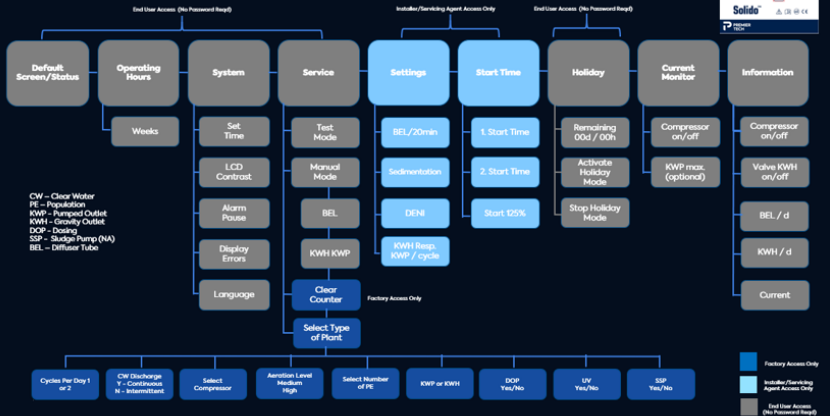 End User Access (No Password Reqd)
Installer/Servicing Agent Access Only
End User Access (No Password Reqd)
Solido
PREMIER
TECH
Default
Screen/Status
Operating
Hours
System
Service
Settings
Start Time
Holiday
Current
Monitor
Information
Weeks
Set
Time
LCD
Contrast
Alarm
Pause
Display
Errors
Language
Test
Mode
Manual
Mode
BEL
KWH KWP
Clear
Counter
Factory Access Only
Select Type
of Plant
BEL/20min
Sedimentation
DENI
KWH Resp.
KWP / cycle
1. Start Time
2. Start Time
Start 125%
Remaining
00d / 00h
Activate
Holiday
Mode
Stop Holiday
Mode
Compressor
on/off
KWP max.
(optional)
Compressor
on/off
Valve KWH
on/off
BEL / d
KWH / d
Current
CW – Clear Water
PE – Population
KWP - Pumped Outlet
KWH - Gravity Outlet
DOP - Dosing
SSP - Sludge Pump (NA)
BEL – Diffuser Tube
Cycles Per Day 1
or 2
CW Discharge
Y - Continuous
N - Intermittent
Select
Compressor
Aeration Level
Medium
High
Select Number
of PE
KWP or KWH
DOP
Yes/No
UV
Yes/No
SSP
Yes/No
Factory Access Only
Installer/Servicing
Agent Access Only
End User Access
(No Password Reqd)